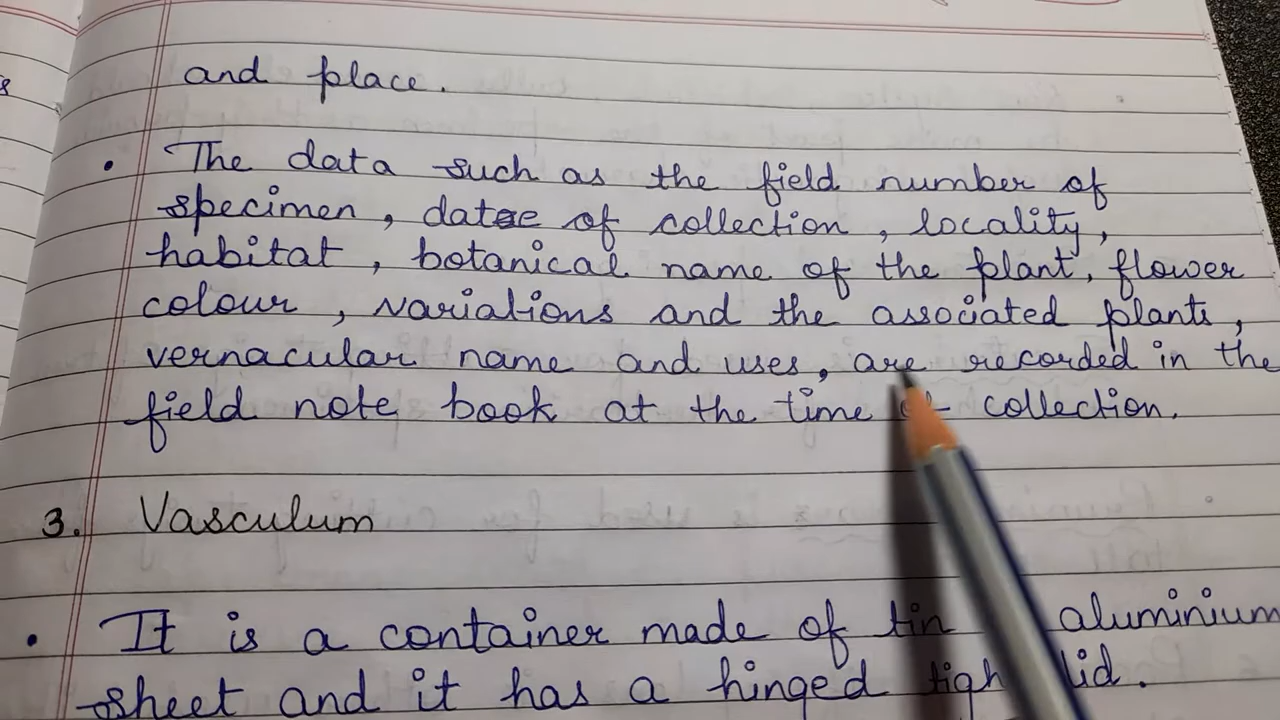 and place.
• The data such as the field number of
specimen, date of collection, locality,
habitat, botanical name of the plant, flower
colour, variations and the associated plants,
vernacular name and uses, are recorded in the
field note book at the time of collection.
3. Vasculum
• It is a container made of tin aluminium
sheet and it has a hinged lid.